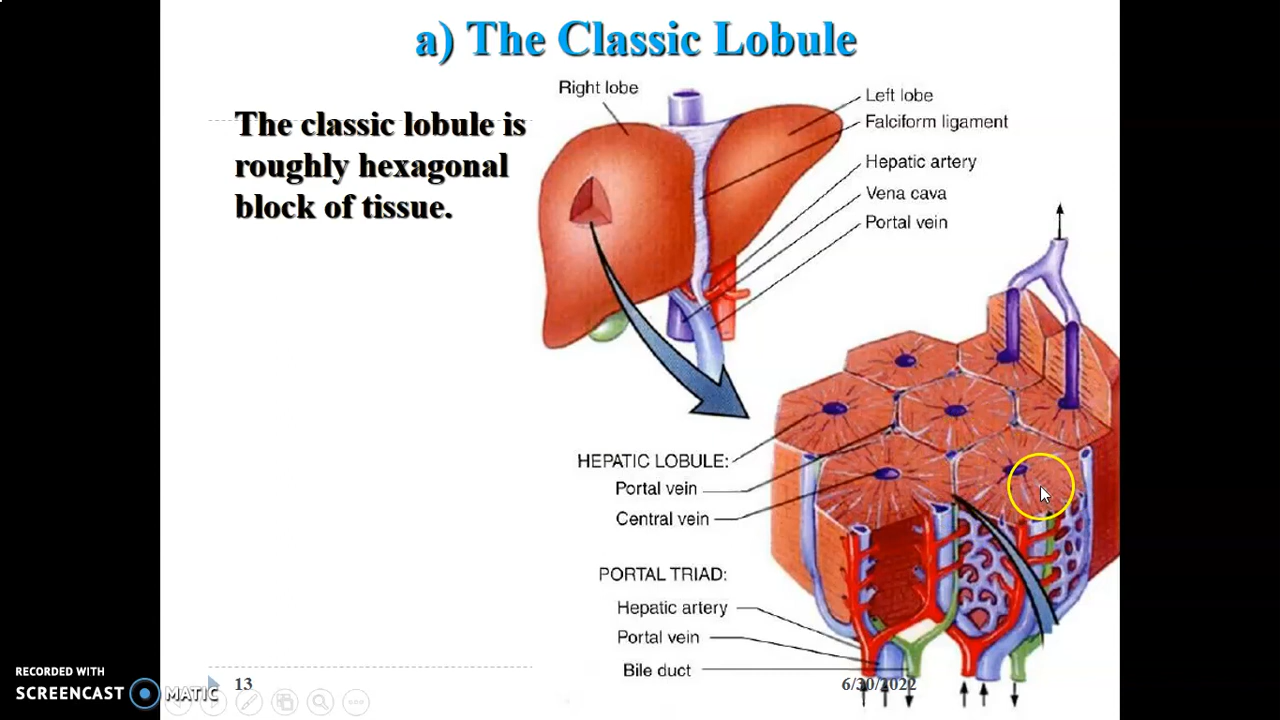 a) The Classic Lobule
The classic lobule is
roughly hexagonal
block of tissue.
Right lobe
Left lobe
Falciform ligament
Hepatic artery
Vena cava
Portal vein
HEPATIC LOBULE:
Portal vein
Central vein
PORTAL TRIAD:
Hepatic artery
Portal vein
Bile duct
RECORDED WITH
SCREENCAST MATIC
13
6/30/2022